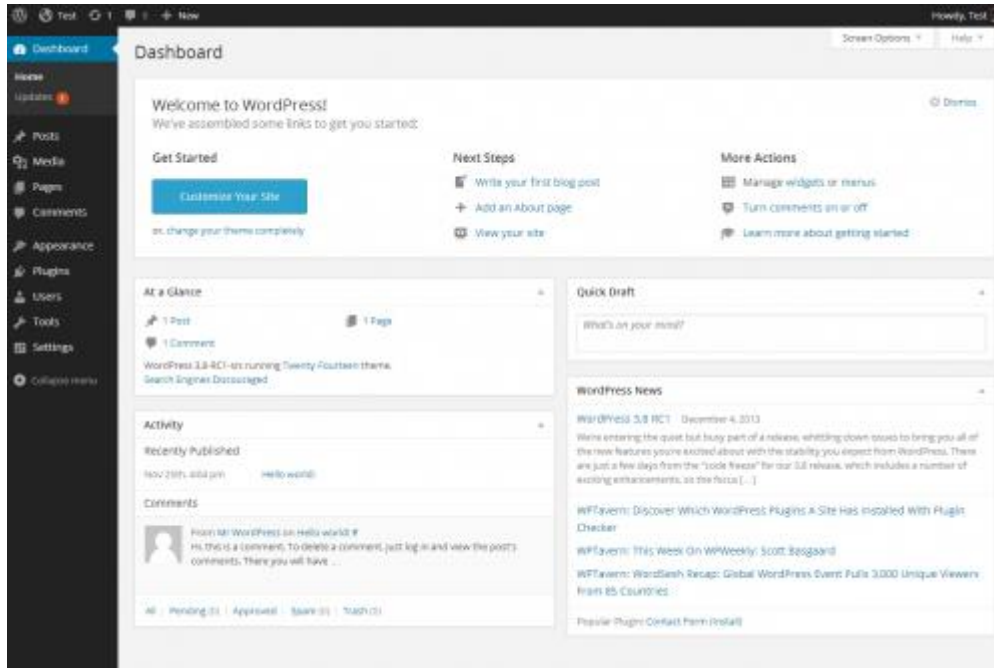 Test 1 1 + New Howdy, Test
Screen Options Help
Dashboard
Home
Updates 1
Posts
Media
Pages
Comments
Appearance
Plugins
Users
Tools
Settings
Collapse menu
Dashboard
Welcome to WordPress!
We've assembled some links to get you started:
Dismiss
Get Started
Customize Your Site
or, change your theme completely
Next Steps
Write your first blog post
Add an About page
View your site
More Actions
Manage widgets or menus
Turn comments on or off
Learn more about getting started
At a Glance
1 Post 1 Page
1 Comment
WordPress 3.8-RC1-src running Twenty Fourteen theme.
Search Engines Discouraged
Activity
Recently Published
Nov 29th, pm Hello world!
Comments
From Mr WordPress on Hello world! #
Hi, this is a comment. To delete a comment, just log in and view the post's
comments. There you will have ...
All | Pending (0) | Approved | Spam (0) | Trash (0)
Quick Draft
What's on your mind?
WordPress News
WordPress 3.8 RC1 December 4, 2013
We're entering the quiet but busy part of a release, whittling down issues to bring you all of
the new features you're excited about with the stability you expect from WordPress. There
are just a few days from the "code freeze" for our 3.8 release, which includes a number of
exciting enhancements, so the focus [...]
WPTavern: Discover Which WordPress Plugins A Site Has Installed With Plugin
Checker
WPTavern: This Week On WPWeekly: Scott Basgaard
WPTavern: WordSesh Recap: Global WordPress Event Pulls 3,000 Unique Viewers
From 85 Countries
Popular Plugin: Contact Form (Install)